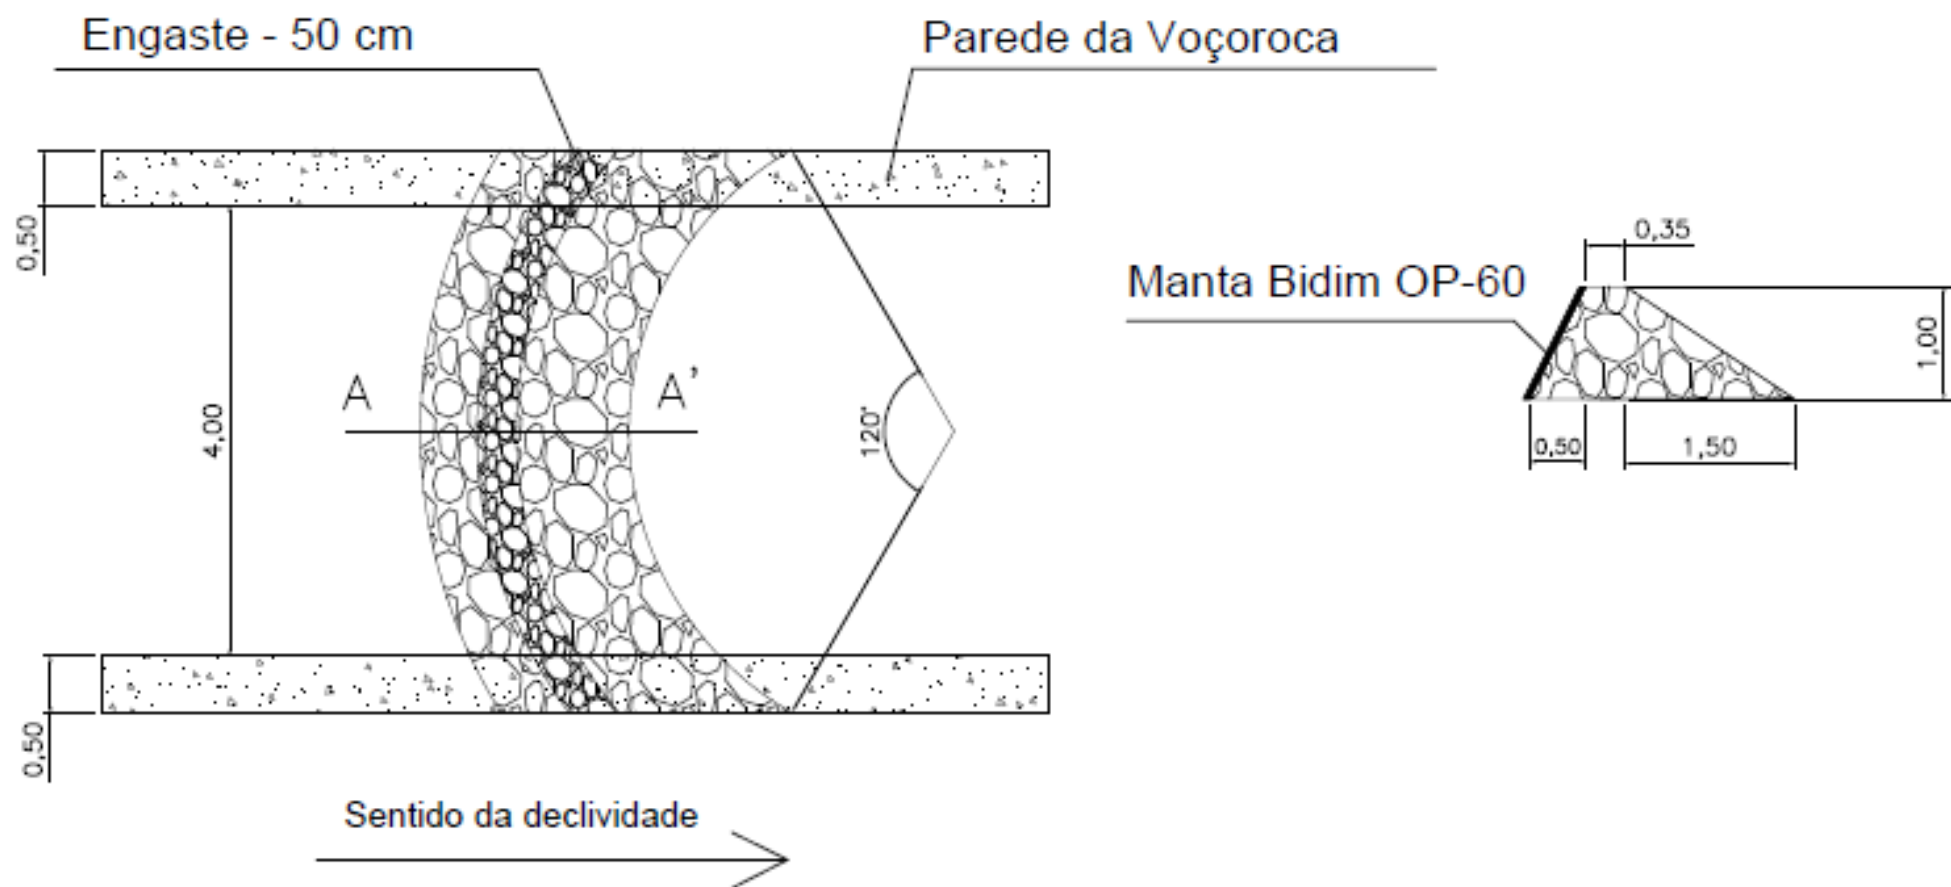 Engaste - 50 cm
Parede da Voçoroca
0,50
4,00
A
A'
120°
0,50
Sentido da declividade
Manta Bidim OP-60
0,35
1,00
0,50
1,50